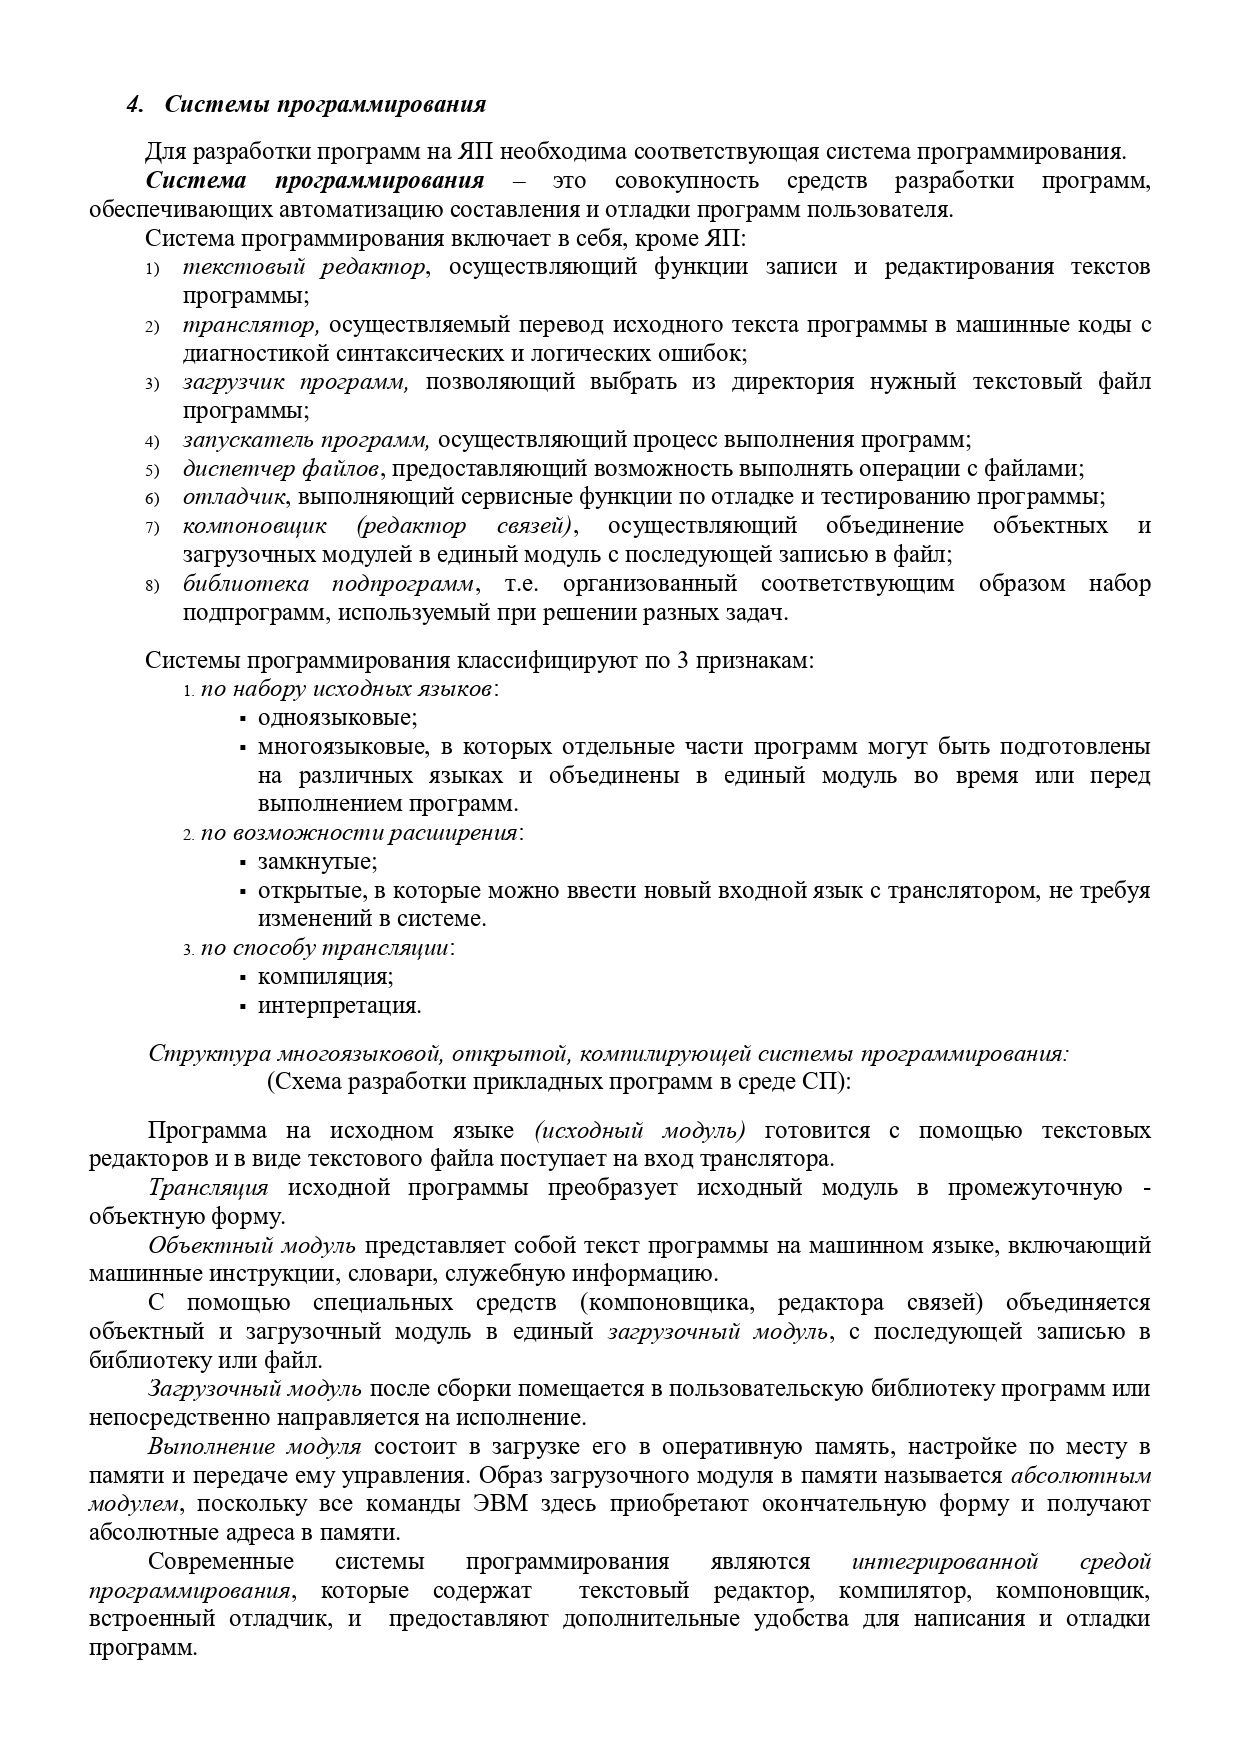 4. Системы программирования
Для разработки программ на ЯП необходима соответствующая система программирования.
Система программирования – это совокупность средств разработки программ,
обеспечивающих автоматизацию составления и отладки программ пользователя.
Система программирования включает в себя, кроме ЯП:
1) текстовый редактор, осуществляющий функции записи и редактирования текстов
программы;
2) транслятор, осуществляемый перевод исходного текста программы в машинные коды с
диагностикой синтаксических и логических ошибок;
3) загрузчик программ, позволяющий выбрать из директория нужный текстовый файл
программы;
4) запускатель программ, осуществляющий процесс выполнения программ;
5) диспетчер файлов, предоставляющий возможность выполнять операции с файлами;
6) отладчик, выполняющий сервисные функции по отладке и тестированию программы;
7) компоновщик (редактор связей), осуществляющий объединение объектных и
загрузочных модулей в единый модуль с последующей записью в файл;
8) библиотека подпрограмм, т.е. организованный соответствующим образом набор
подпрограмм, используемый при решении разных задач.
Системы программирования классифицируют по 3 признакам:
1. по набору исходных языков:
▪ одноязыковые;
▪ многоязыковые, в которых отдельные части программ могут быть подготовлены
на различных языках и объединены в единый модуль во время или перед
выполнением программ.
2. по возможности расширения:
▪ замкнутые;
▪ открытые, в которые можно ввести новый входной язык с транслятором, не требуя
изменений в системе.
3. по способу трансляции:
▪ компиляция;
▪ интерпретация.
Структура многоязыковой, открытой, компилирующей системы программирования:
(Схема разработки прикладных программ в среде СП):
Программа на исходном языке (исходный модуль) готовится с помощью текстовых
редакторов и в виде текстового файла поступает на вход транслятора.
Трансляция исходной программы преобразует исходный модуль в промежуточную -
объектную форму.
Объектный модуль представляет собой текст программы на машинном языке, включающий
машинные инструкции, словари, служебную информацию.
С помощью специальных средств (компоновщика, редактора связей) объединяется
объектный и загрузочный модуль в единый загрузочный модуль, с последующей записью в
библиотеку или файл.
Загрузочный модуль после сборки помещается в пользовательскую библиотеку программ или
непосредственно направляется на исполнение.
Выполнение модуля состоит в загрузке его в оперативную память, настройке по месту в
памяти и передаче ему управления. Образ загрузочного модуля в памяти называется абсолютным
модулем, поскольку все команды ЭВМ здесь приобретают окончательную форму и получают
абсолютные адреса в памяти.
Современные системы программирования являются интегрированной средой
программирования, которые содержат текстовый редактор, компилятор, компоновщик,
встроенный отладчик, и предоставляют дополнительные удобства для написания и отладки
программ.